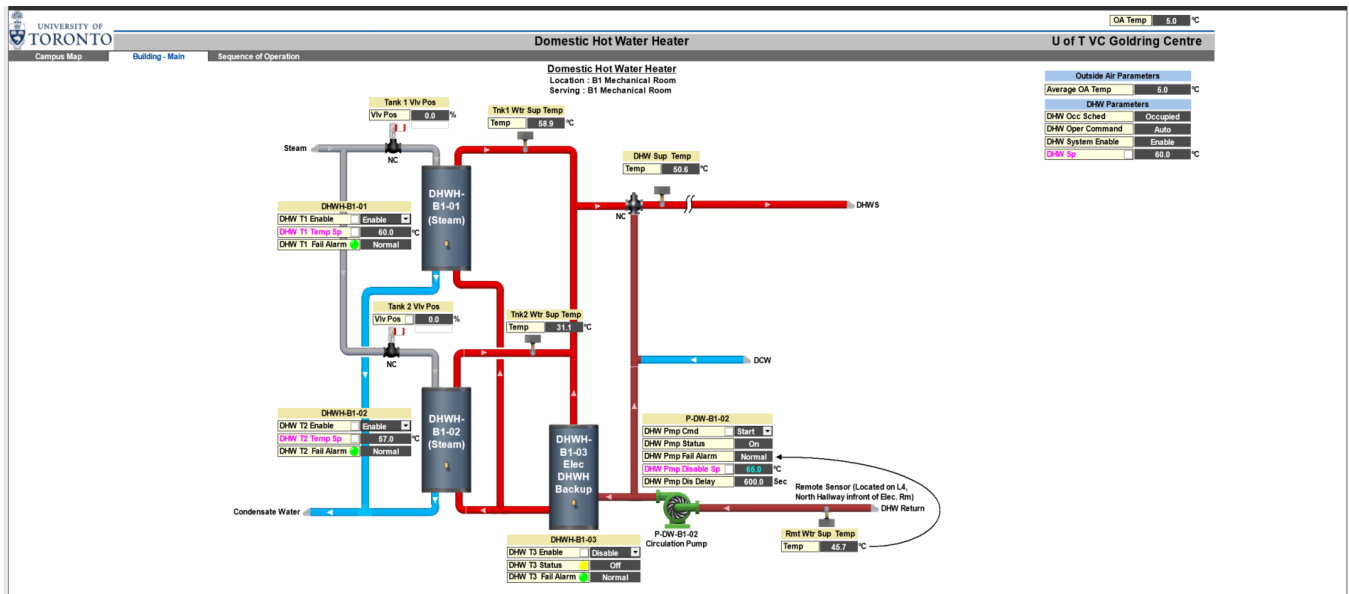 OA Temp 5.0 °C
UNIVERSITY OF
TORONTO
Domestic Hot Water Heater
U of T VC Goldring Centre
Campus Map
Building - Main
Sequence of Operation
Domestic Hot Water Heater
Location : B1 Mechanical Room
Serving : B1 Mechanical Room
Outside Air Parameters
Average OA Temp 5.0 °C
DHW Parameters
DHW Occ Sched Occupied
DHW Oper Command Auto
DHW System Enable Enable
DHW Sp 60.0 °C
Tank 1 Vlv Pos
Vlv Pos 0.0 %
Tnk1 Wtr Sup Temp
Temp 58.9 °C
Steam
NC
DHW Sup Temp
Temp 50.6 °C
NC
DHWS
DHWH-
B1-01
(Steam)
DHWH-B1-01
DHW T1 Enable Enable
DHW T1 Temp Sp 60.0 °C
DHW T1 Fail Alarm Normal
Tank 2 Vlv Pos
Vlv Pos 0.0 %
NC
Tnk2 Wtr Sup Temp
Temp 31.1 °C
DCW
DHWH-B1-02
DHW T2 Enable Enable
DHW T2 Temp Sp 57.0 °C
DHW T2 Fail Alarm Normal
DHWH-
B1-02
(Steam)
DHWH-
B1-03
Elec
DHWH
Backup
P-DW-B1-02
DHW Pmp Cmd Start
DHW Pmp Status On
DHW Pmp Fail Alarm Normal
DHW Pmp Disable Sp 65.0 °C
DHW Pmp Dis Delay 600.0 Sec
Remote Sensor (Located on L4,
North Hallway infront of Elec. Rm)
DHW Return
Condensate Water
P-DW-B1-02
Circulation Pump
Rmt Wtr Sup Temp
Temp 45.7 °C
DHWH-B1-03
DHW T3 Enable Disable
DHW T3 Status Off
DHW T3 Fail Alarm Normal